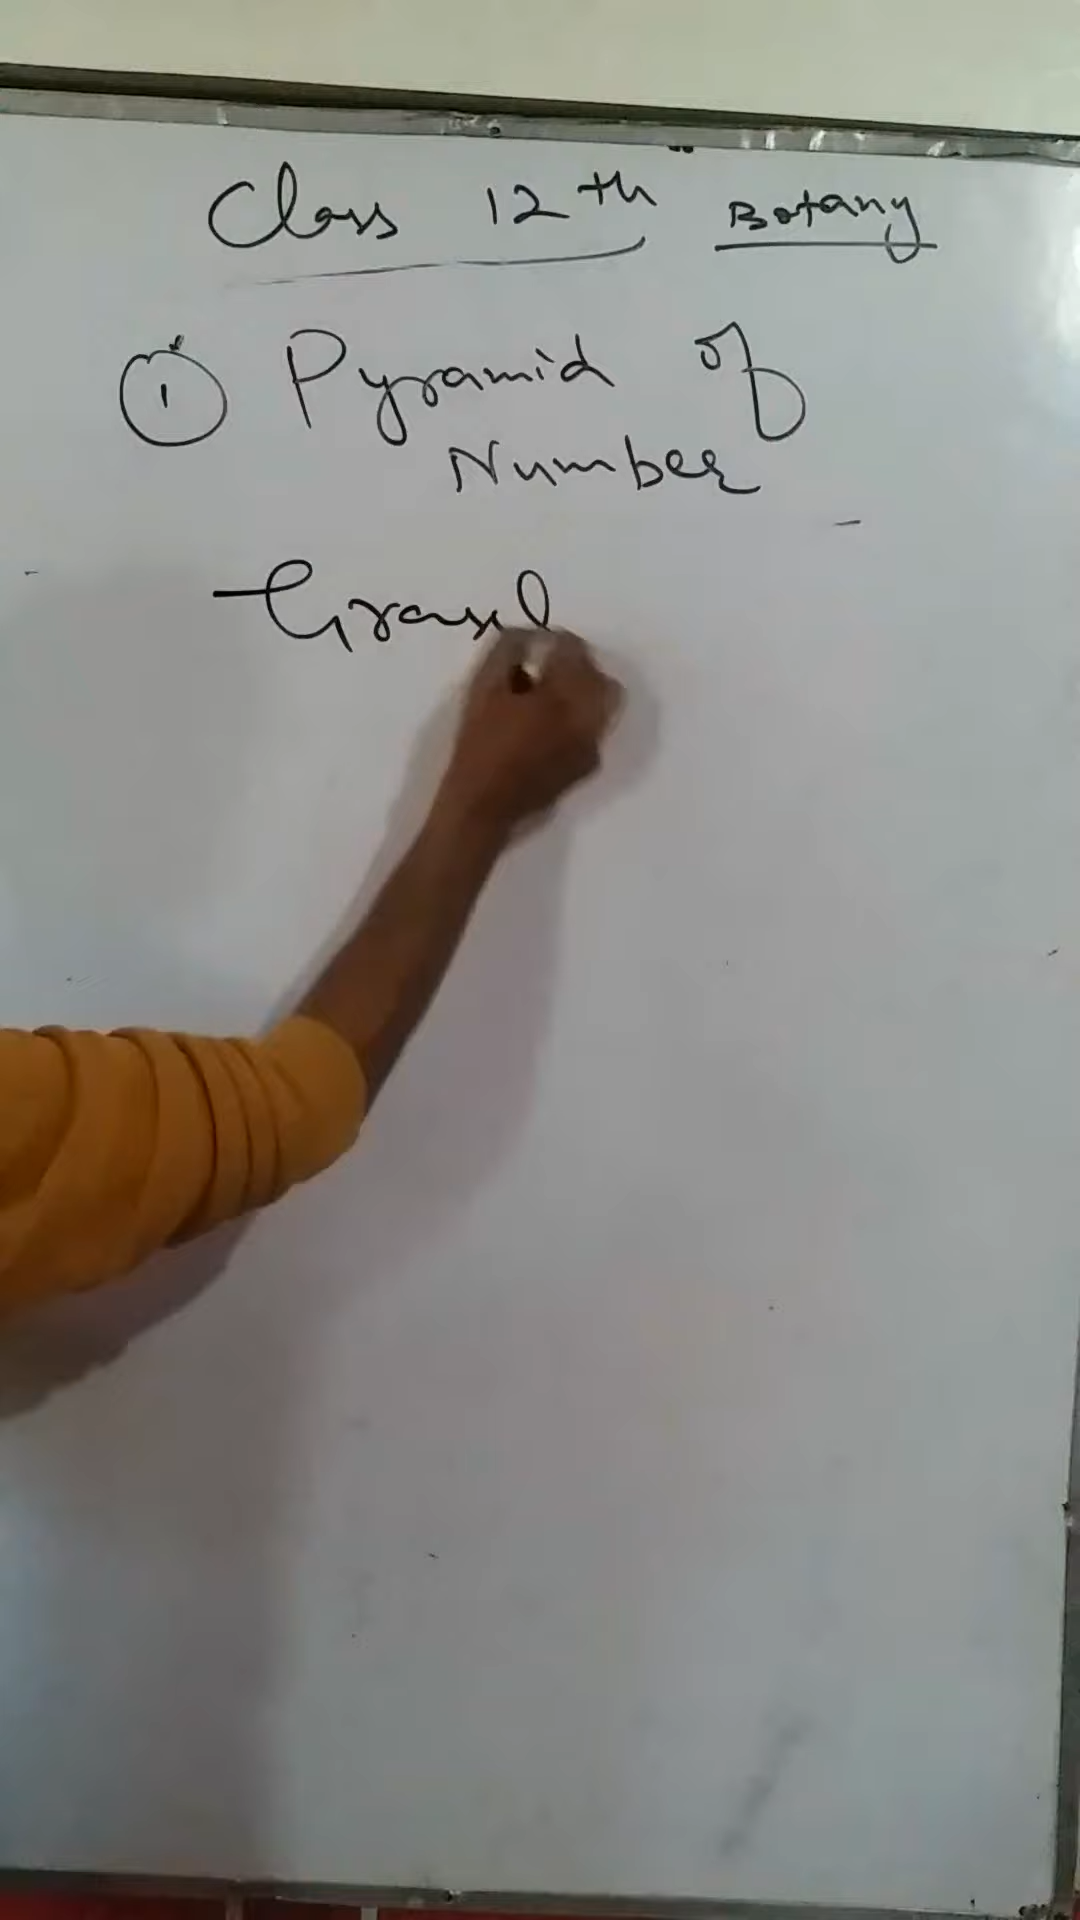 Class 12th Botany
① Pyramid of
Number
Grassl